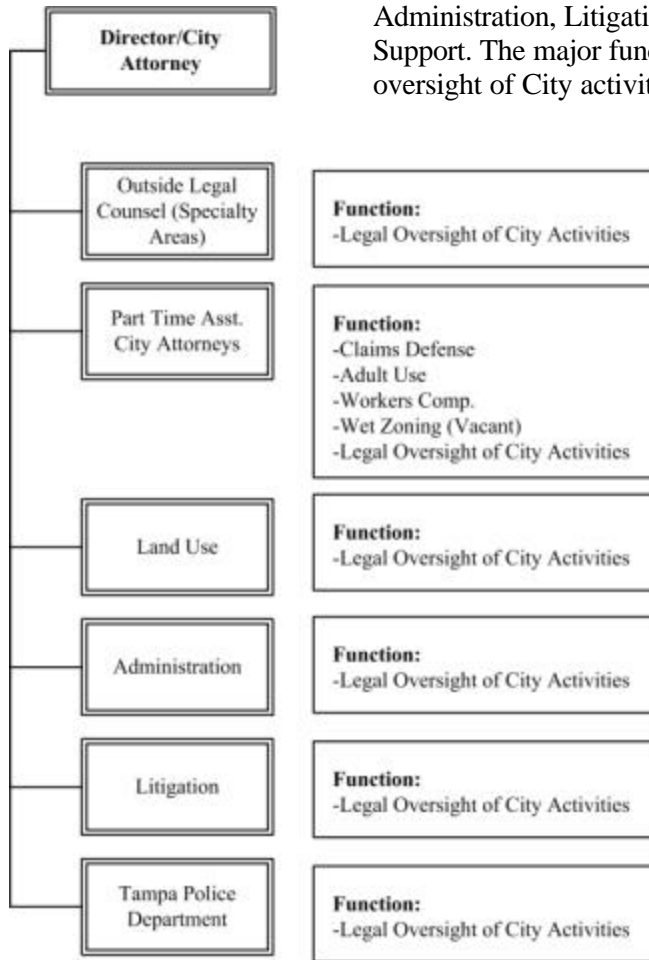 Administration, Litigati
Support. The major func
oversight of City activit
Director/City
Attorney
Outside Legal
Counsel (Specialty
Areas)
Function:
-Legal Oversight of City Activities
Part Time Asst.
City Attorneys
Function:
-Claims Defense
-Adult Use
-Workers Comp.
-Wet Zoning (Vacant)
-Legal Oversight of City Activities
Land Use
Function:
-Legal Oversight of City Activities
Administration
Function:
-Legal Oversight of City Activities
Litigation
Function:
-Legal Oversight of City Activities
Tampa Police
Department
Function:
-Legal Oversight of City Activities